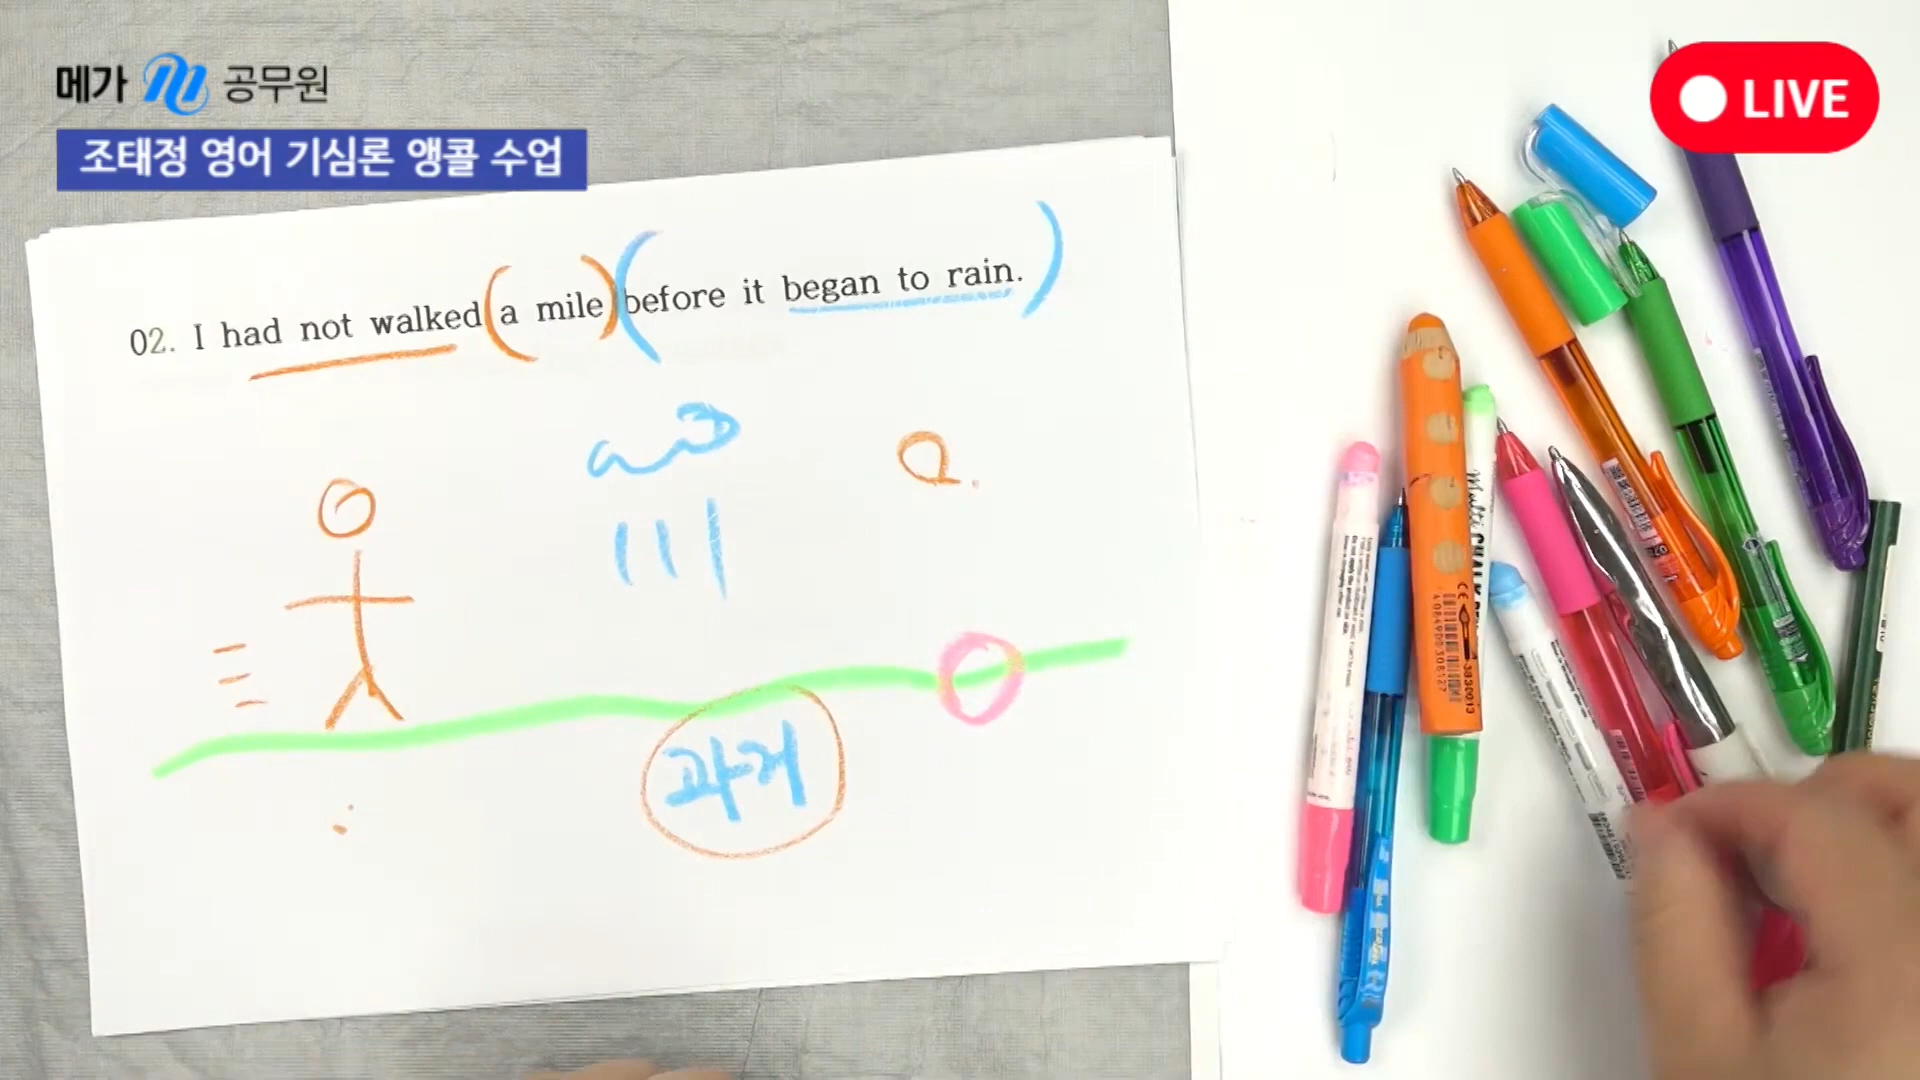 메가 공무원
LIVE
조태정 영어 기심론 앵콜 수업
02. I had not walked a mile before it began to rain.
과거